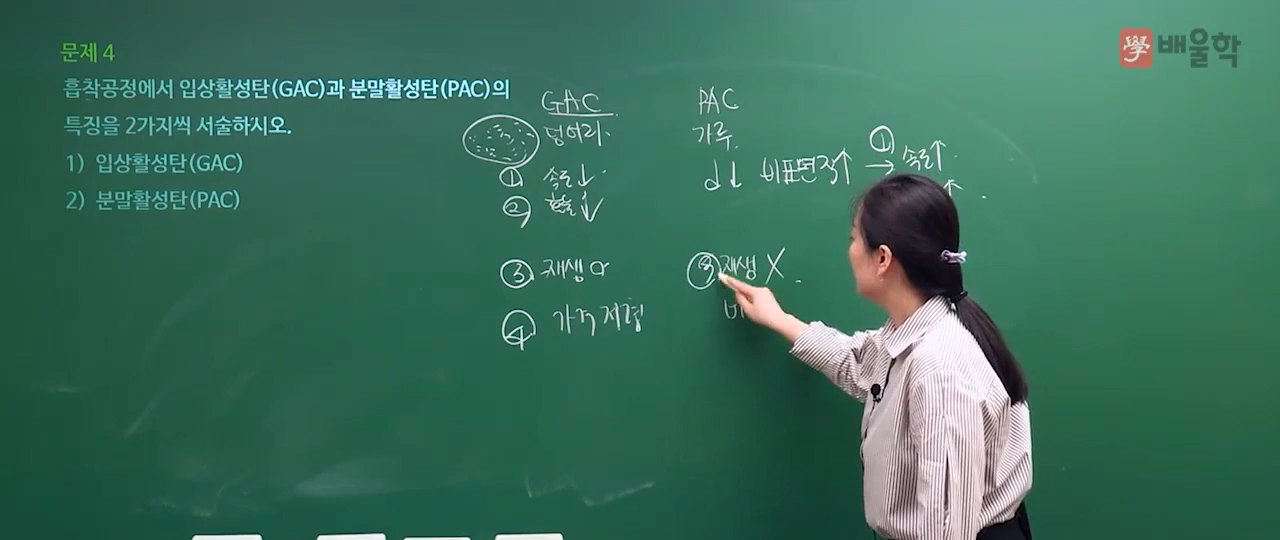 學 배울학
문제 4
흡착공정에서 입상활성탄(GAC)과 분말활성탄(PAC)의
특징을 2가지씩 서술하시오.
1) 입상활성탄(GAC)
2) 분말활성탄(PAC)
GAC
덩어리
① 속도↓
② 효율↓
③ 재생 O
④ 가격 저렴
PAC
가루
d↓ 비표면적↑ → ① 속도↑
↑
③ 재생 X
비